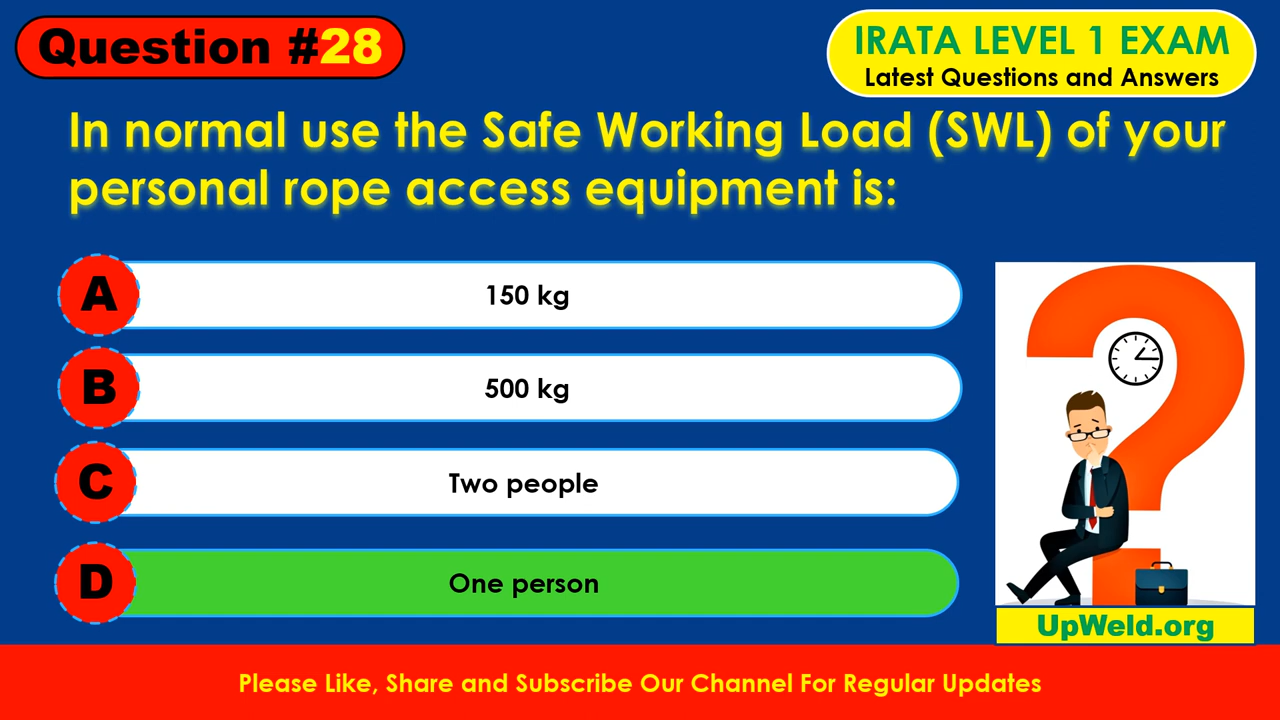 Question #28
IRATA LEVEL 1 EXAM
Latest Questions and Answers
In normal use the Safe Working Load (SWL) of your
personal rope access equipment is:
A
150 kg
B
500 kg
C
Two people
D
One person
UpWeld.org
Please Like, Share and Subscribe Our Channel For Regular Updates